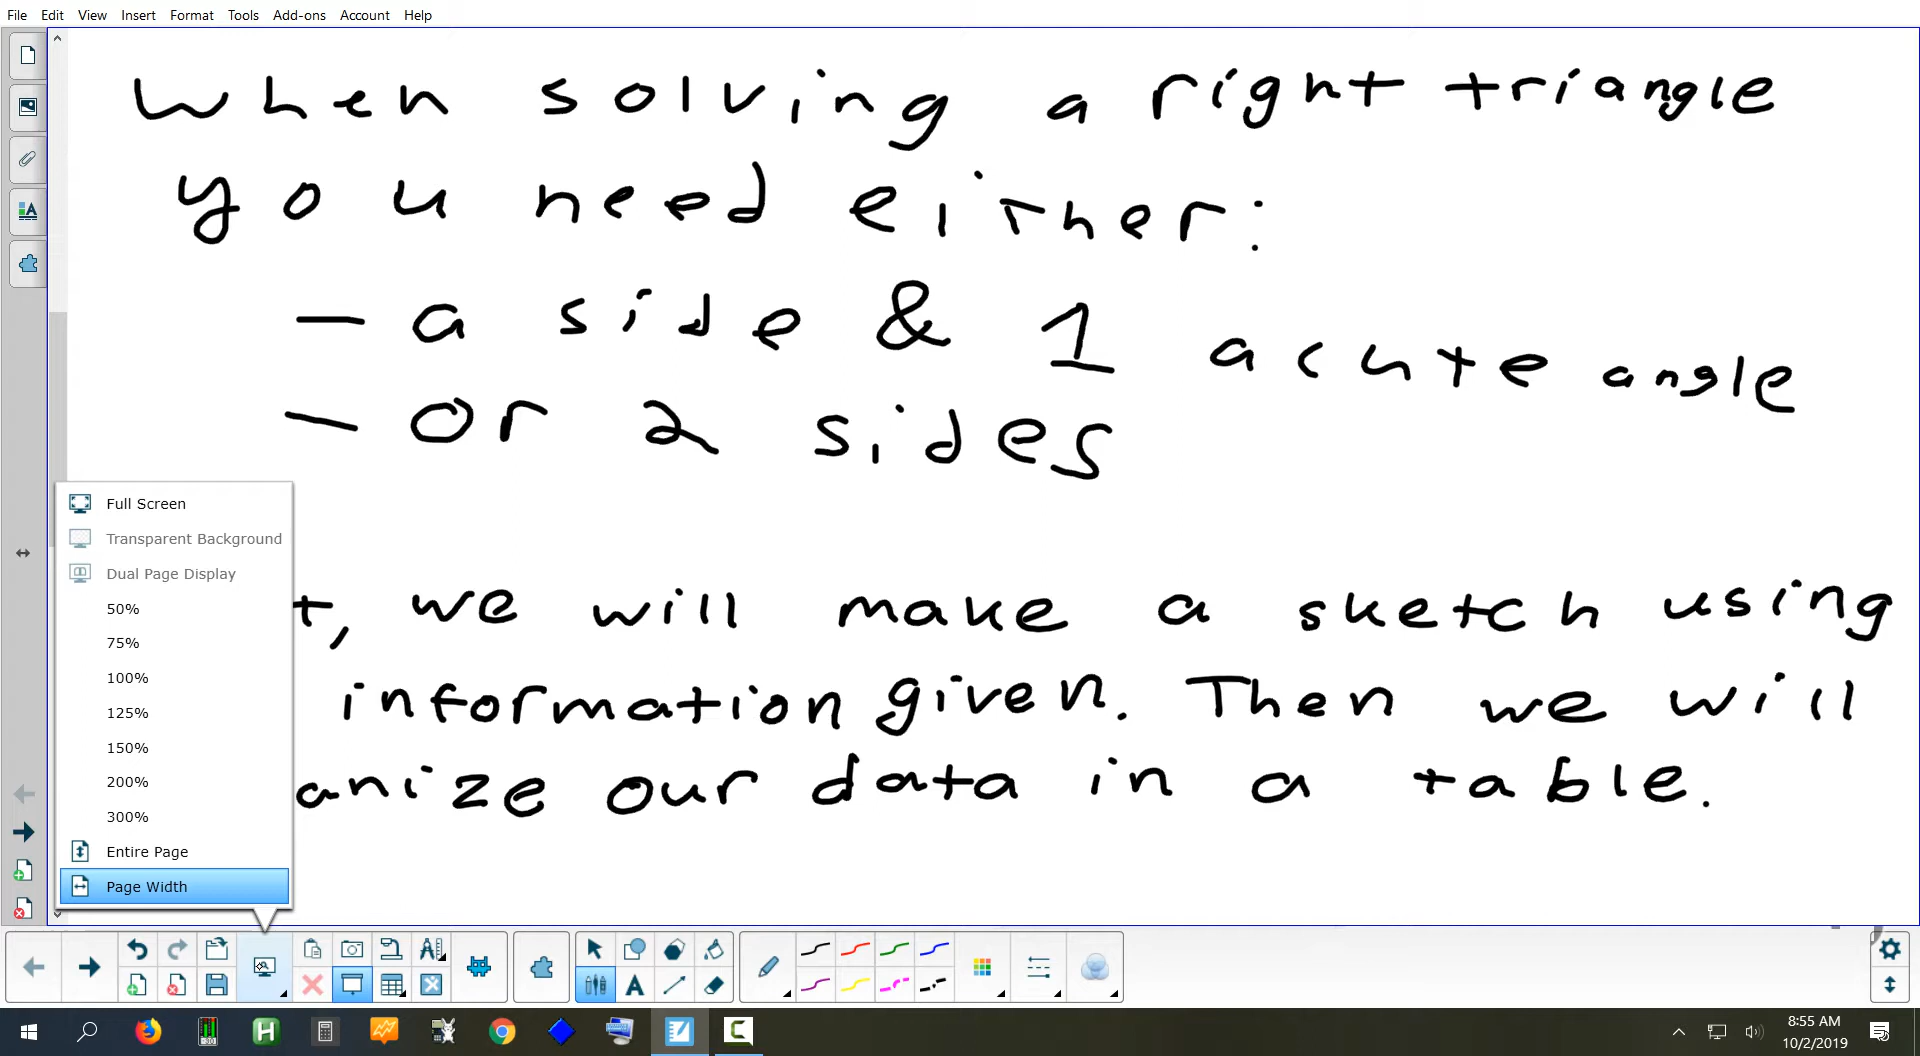 File Edit View Insert Format Tools Add-ons Account Help
When solving a right triangle
you need either:
- a side & 1 acute angle
- or 2 sides
Full Screen
Transparent Background
Dual Page Display
50%
75%
100%
125%
150%
200%
300%
Entire Page
Page Width
t, we will make a sketch using
information given. Then we will
anize our data in a table.
8:55 AM
10/2/2019